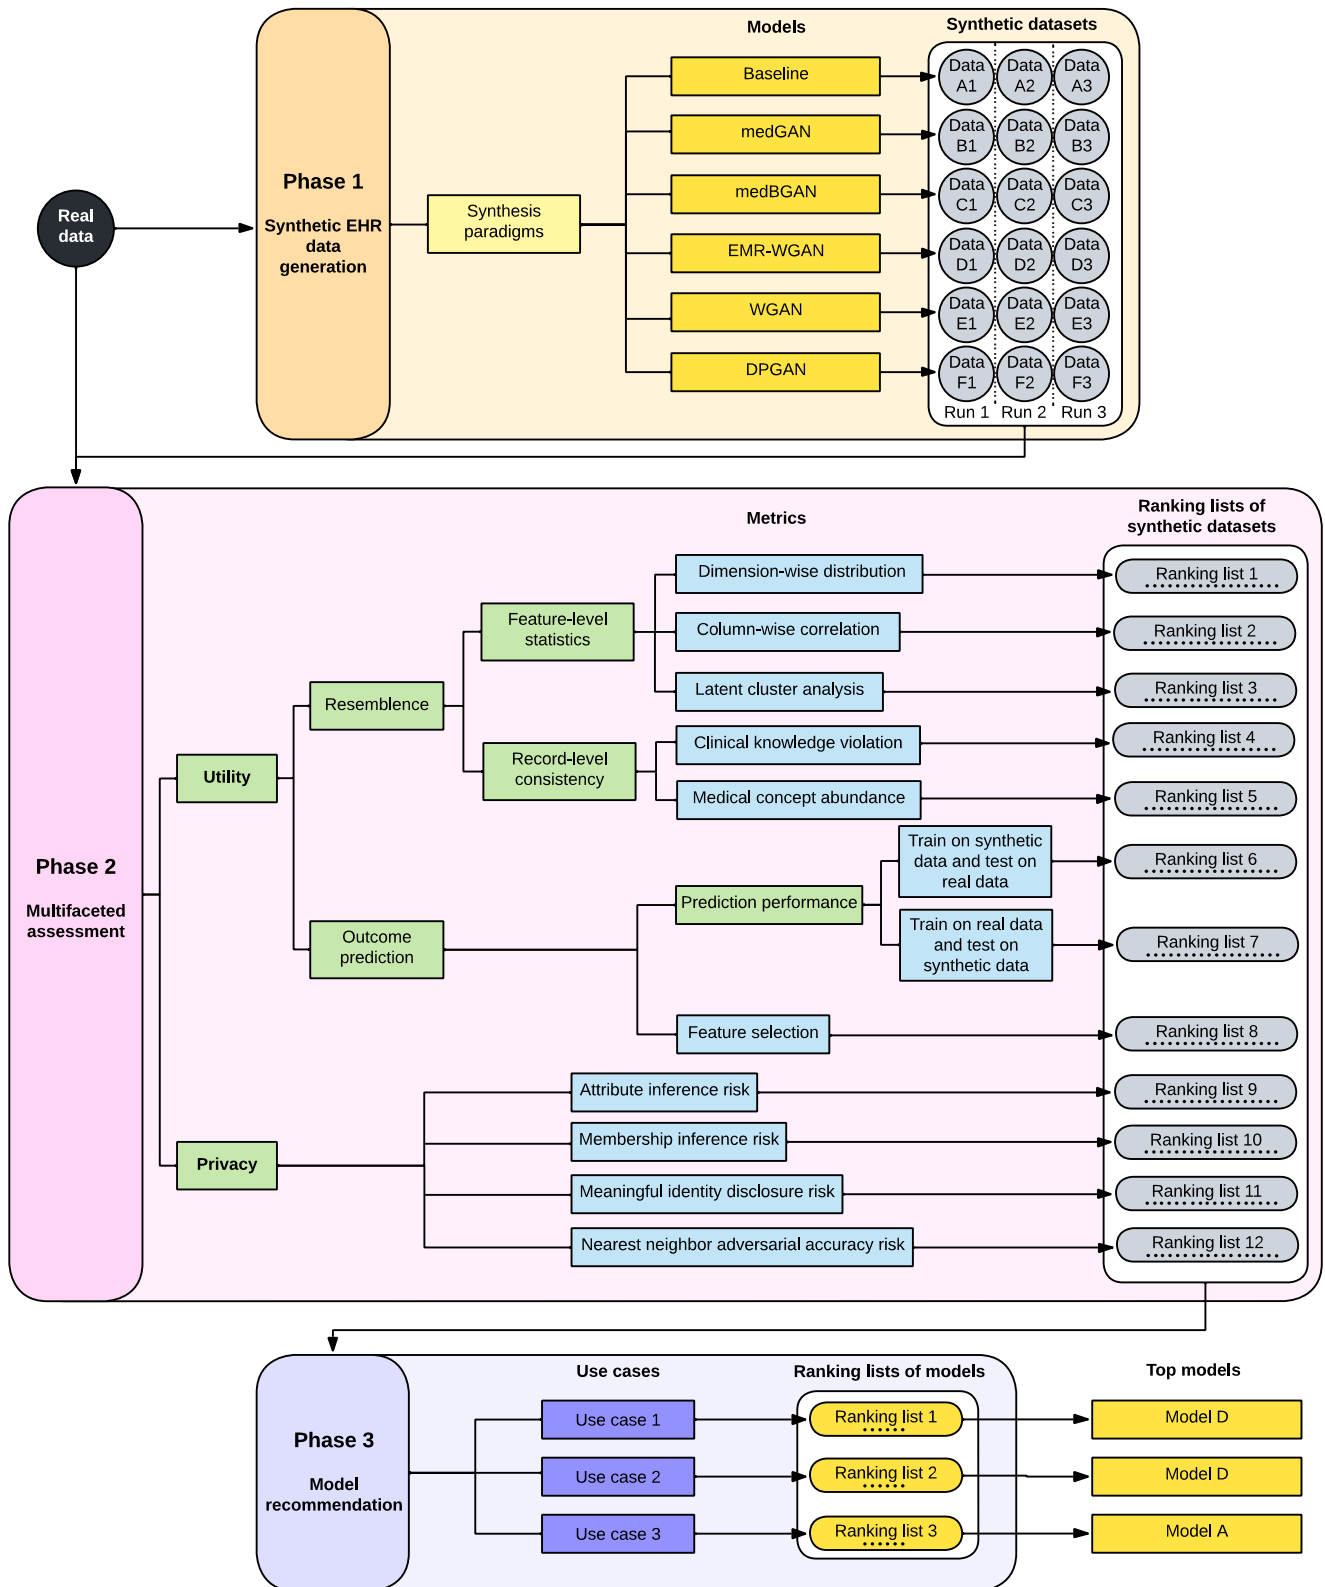 Models
Synthetic datasets
Real
data
Phase 1
Synthetic EHR
data
generation
Synthesis
paradigms
Baseline
medGAN
medBGAN
EMR-WGAN
WGAN
DPGAN
Data
A1
Data
A2
Data
A3
Data
B1
Data
B2
Data
B3
Data
C1
Data
C2
Data
C3
Data
D1
Data
D2
Data
D3
Data
E1
Data
E2
Data
E3
Data
F1
Data
F2
Data
F3
Run 1
Run 2
Run 3
Phase 2
Multifaceted
assessment
Metrics
Ranking lists of
synthetic datasets
Utility
Resemblence
Feature-level
statistics
Dimension-wise distribution
Ranking list 1
Column-wise correlation
Ranking list 2
Latent cluster analysis
Ranking list 3
Record-level
consistency
Clinical knowledge violation
Ranking list 4
Medical concept abundance
Ranking list 5
Outcome
prediction
Prediction performance
Train on synthetic
data and test on
real data
Ranking list 6
Train on real data
and test on
synthetic data
Ranking list 7
Feature selection
Ranking list 8
Privacy
Attribute inference risk
Ranking list 9
Membership inference risk
Ranking list 10
Meaningful identity disclosure risk
Ranking list 11
Nearest neighbor adversarial accuracy risk
Ranking list 12
Phase 3
Model
recommendation
Use cases
Ranking lists of models
Top models
Use case 1
Ranking list 1
Model D
Use case 2
Ranking list 2
Model D
Use case 3
Ranking list 3
Model A